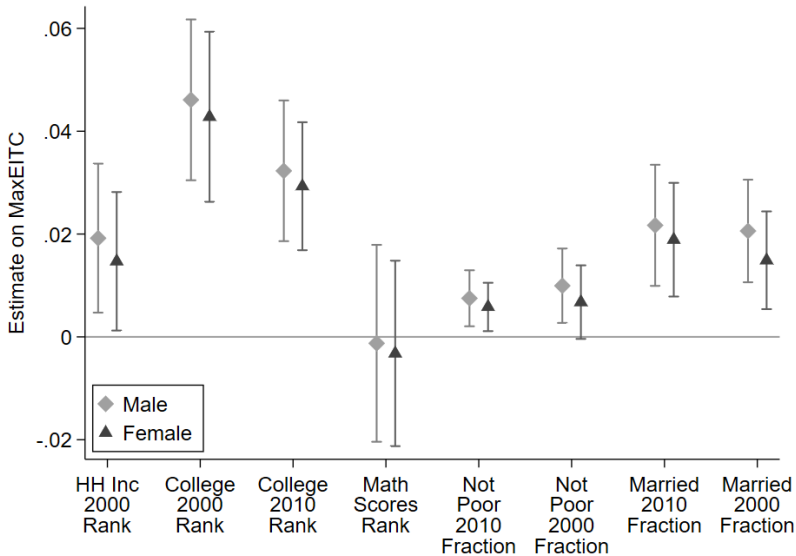 Estimate on MaxEITC
.06
.04
.02
0
-.02
Male
Female
HH Inc
2000
Rank
College
2000
Rank
College
2010
Rank
Math
Scores
Rank
Not
Poor
2010
Fraction
Not
Poor
2000
Fraction
Married
2010
Fraction
Married
2000
Fraction